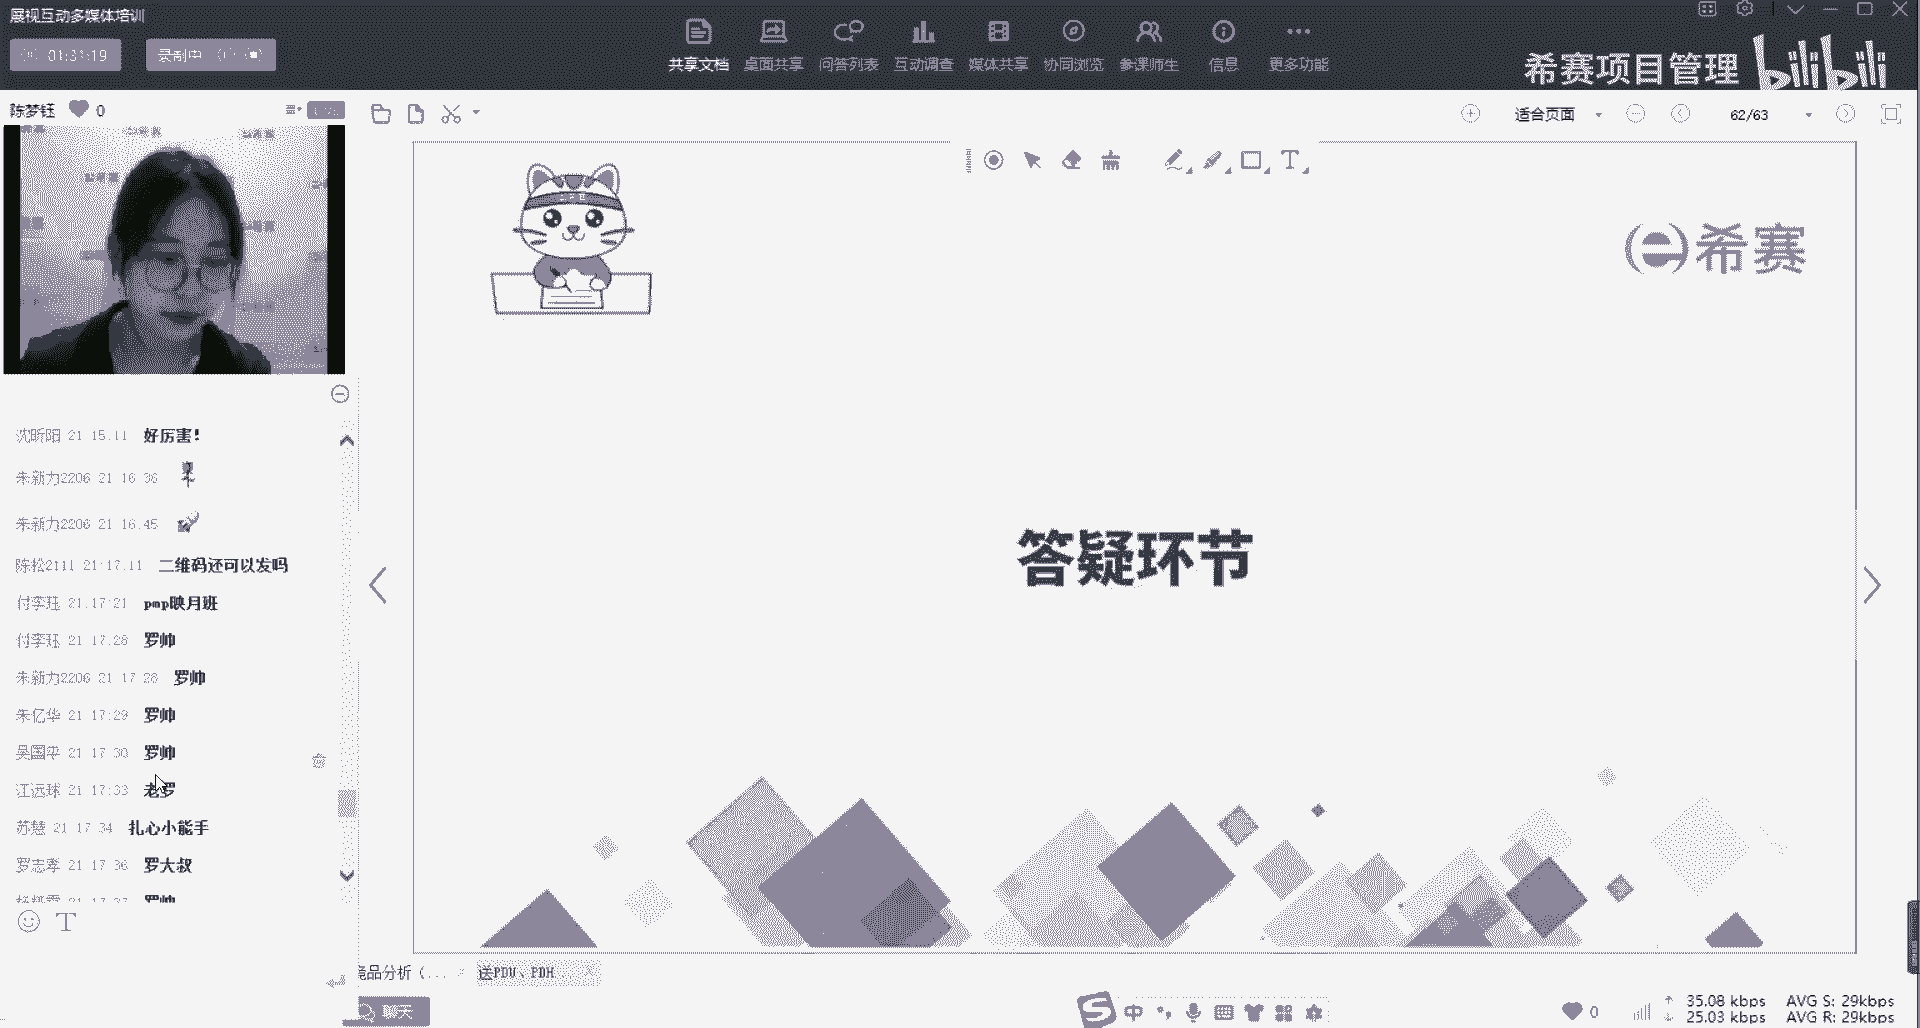 展视互动多媒体培训
01:31:19
录制中
共享文档
桌面共享
问答列表
互动调查
媒体共享
协同浏览
参课师生
信息
更多功能
希赛项目管理
bilibili
陈梦钰 0
适合页面
62/63
希赛
答疑环节
沈昕阳 21:15:11 好厉害!
朱新力2206 21:16:36
朱新力2206 21:16:45
陈松2111 21:17:11 二维码还可以发吗
付李珏 21:17:21 pmp映月班
付李珏 21:17:28 罗帅
朱新力2206 21:17:28 罗帅
朱亿华 21:17:29 罗帅
吴国平 21:17:30 罗帅
江远球 21:17:33 老罗
苏慧 21:17:34 扎心小能手
罗志孝 21:17:36 罗大叔
T
竞品分析 (...
送PDU、PDH
聊天
中
0
35.08 kbps AVG S: 29kbps
25.03 kbps AVG R: 29kbps